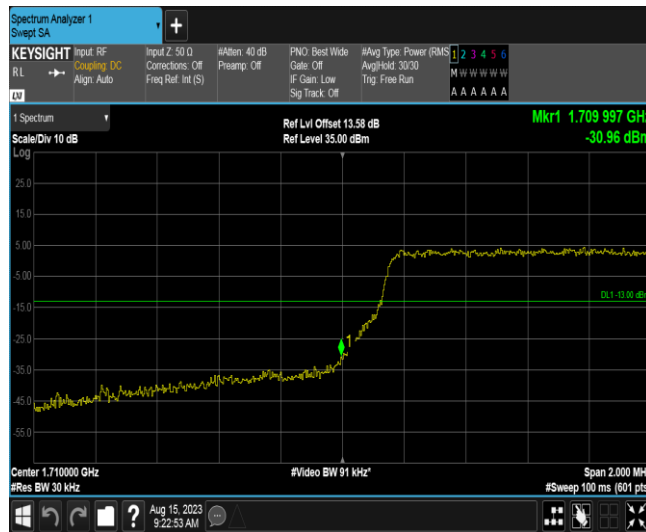 Spectrum Analyzer 1
Swept SA
+
KEYSIGHT
RL
LXI
Input: RF
Coupling: DC
Align: Auto
Input Z: 50 Ω
Corrections: Off
Freq Ref: Int (S)
#Atten: 40 dB
Preamp: Off
PNO: Best Wide
Gate: Off
IF Gain: Low
Sig Track: Off
#Avg Type: Power (RMS
Avg|Hold: 30/30
Trig: Free Run
1 2 3 4 5 6
M W W W W W
A A A A A A
1 Spectrum
Scale/Div 10 dB
Log
Ref Lvl Offset 13.58 dB
Ref Level 35.00 dBm
Mkr1 1.709 997 GHz
-30.96 dBm
25.0
15.0
5.00
-5.00
-15.0
-25.0
-35.0
-45.0
-55.0
DL1 -13.00 dBm
1
Center 1.710000 GHz
#Res BW 30 kHz
#Video BW 91 kHz*
Span 2.000 MH
#Sweep 100 ms (601 pts
?
Aug 15, 2023
9:22:53 AM